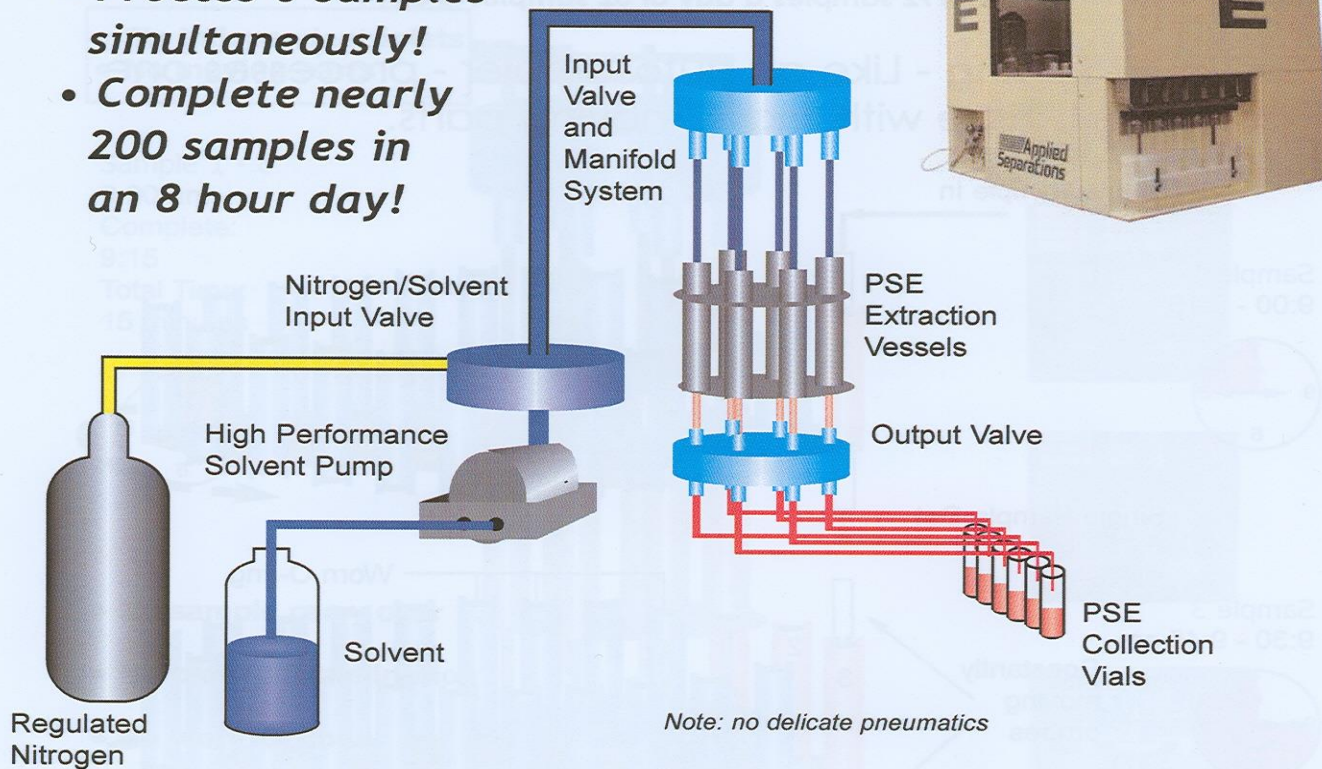 simultaneously!
• Complete nearly
200 samples in
an 8 hour day!
Input
Valve
and
Manifold
System
E
E
Applied
Separations
Nitrogen/Solvent
Input Valve
PSE
Extraction
Vessels
High Performance
Solvent Pump
Output Valve
Solvent
PSE
Collection
Vials
Regulated
Nitrogen
Note: no delicate pneumatics